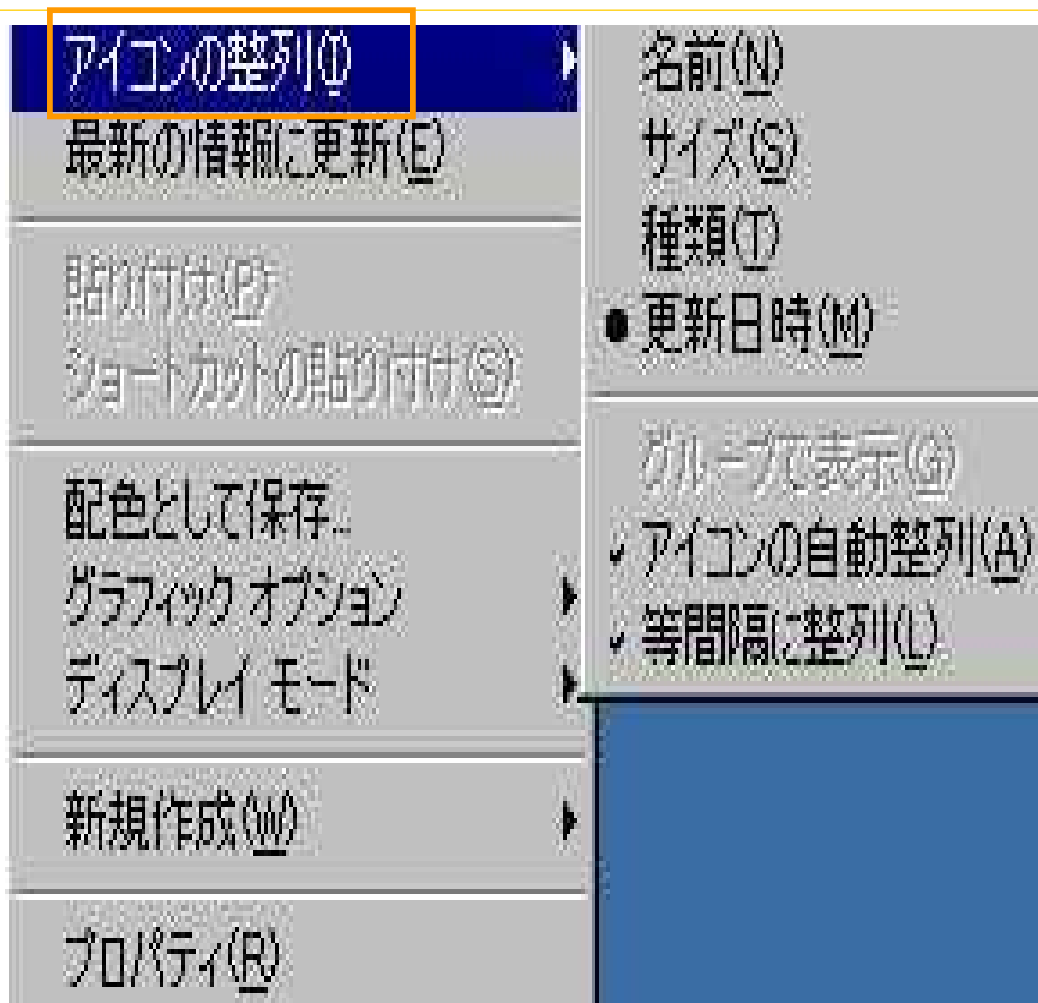 アイコンの整列(I)
最新の情報に更新(E)
貼り付け(P)
ショートカットの貼り付け(S)
配色として保存...
グラフィック オプション
ディスプレイ モード
新規作成(W)
プロパティ(R)
名前(N)
サイズ(S)
種類(T)
更新日時(M)
グループで表示(G)
アイコンの自動整列(A)
等間隔に整列(L)